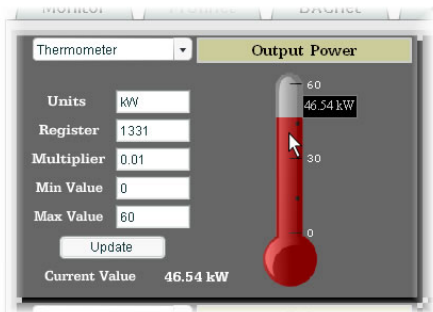 Monitor
BACnet
Thermometer
Output Power
Units kW
Register 1331
Multiplier 0.01
Min Value 0
Max Value 60
Update
Current Value 46.54 kW
60
46.54 kW
30
0